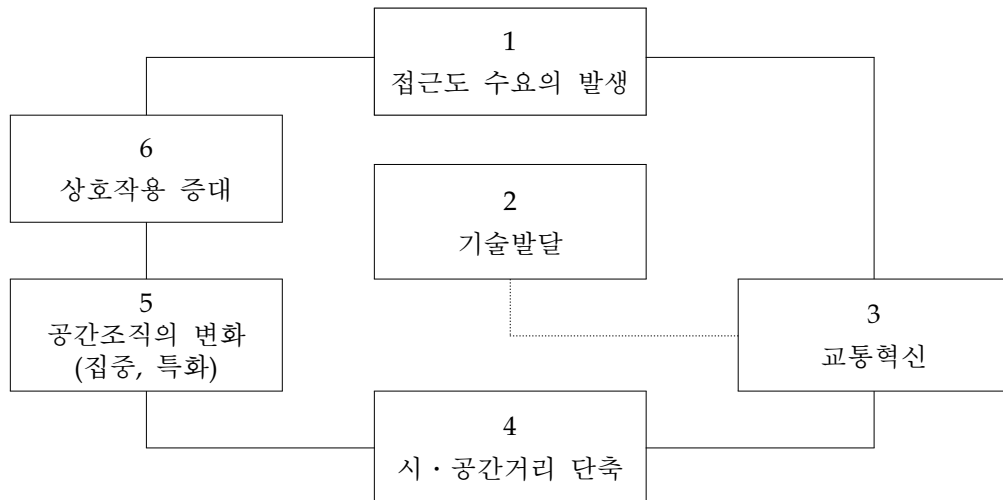 1
접근도 수요의 발생
6
상호작용 증대
2
기술발달
5
공간조직의 변화
(집중, 특화)
3
교통혁신
4
시·공간거리 단축